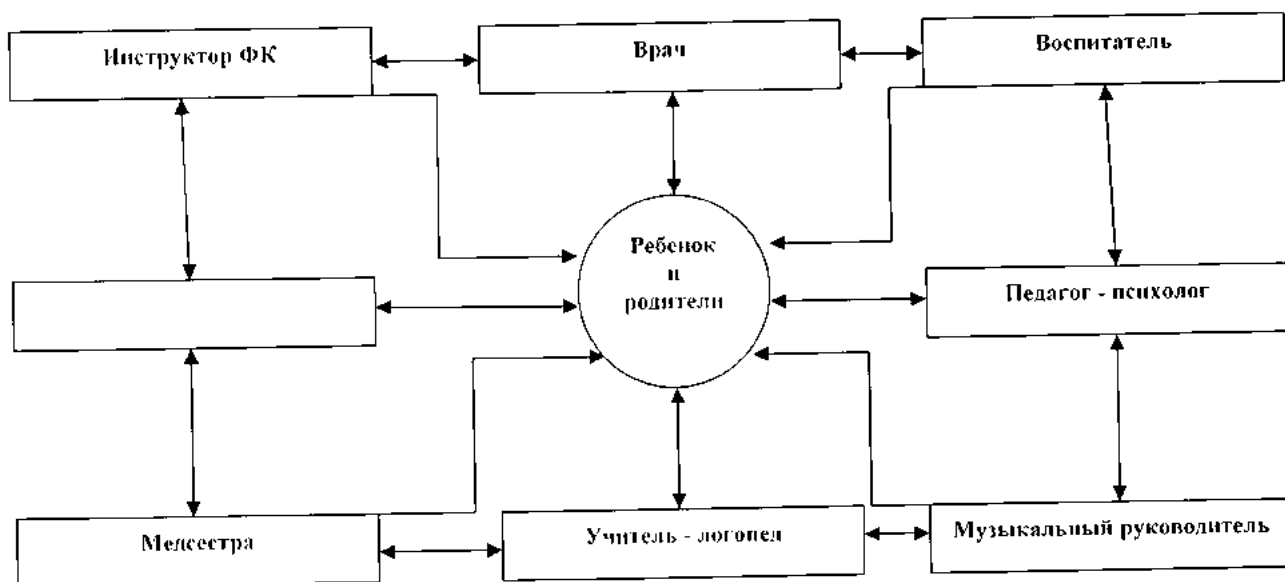 Инструктор ФК
Врач
Воспитатель
Ребенок
и
родители
Педагог - психолог
Медсестра
Учитель - логопед
Музыкальный руководитель